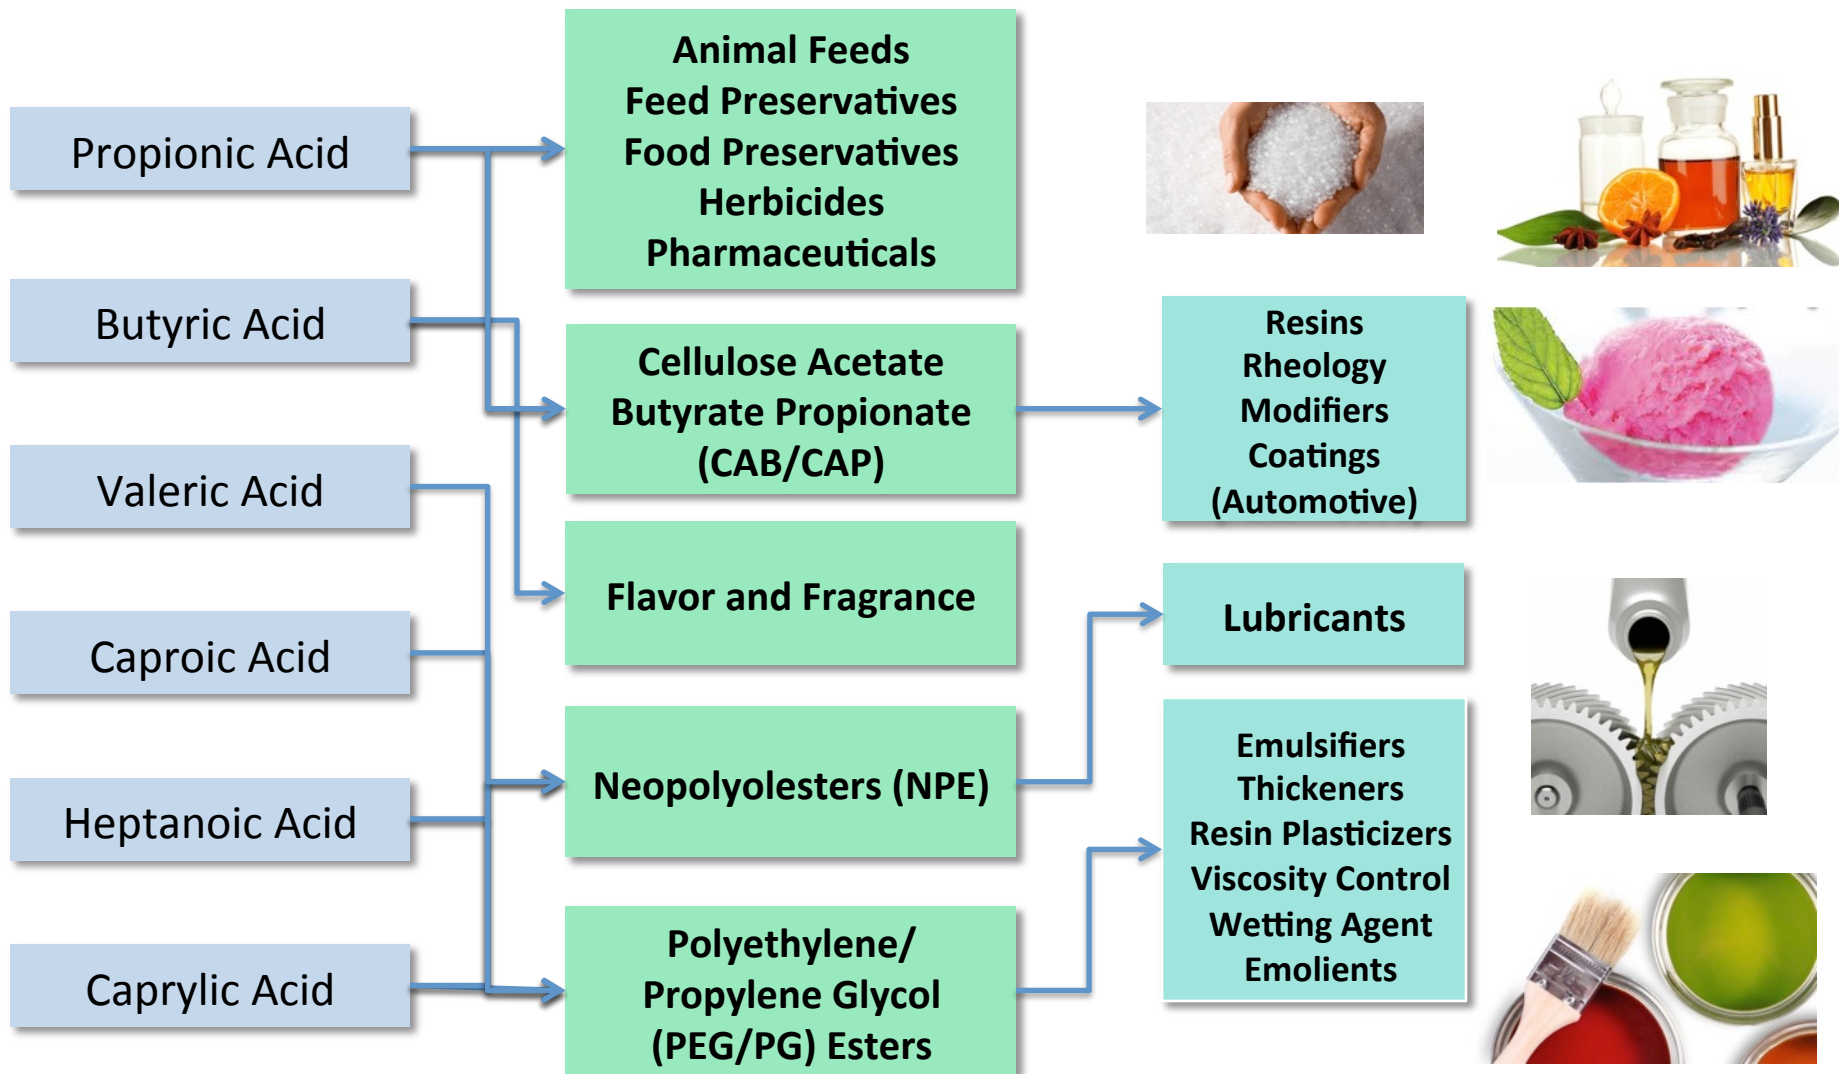 Propionic Acid
Butyric Acid
Valeric Acid
Caproic Acid
Heptanoic Acid
Caprylic Acid
Animal Feeds
Feed Preservatives
Food Preservatives
Herbicides
Pharmaceuticals
Cellulose Acetate
Butyrate Propionate
(CAB/CAP)
Flavor and Fragrance
Neopolyolesters (NPE)
Polyethylene/
Propylene Glycol
(PEG/PG) Esters
Resins
Rheology
Modifiers
Coatings
(Automotive)
Lubricants
Emulsifiers
Thickeners
Resin Plasticizers
Viscosity Control
Wetting Agent
Emolients